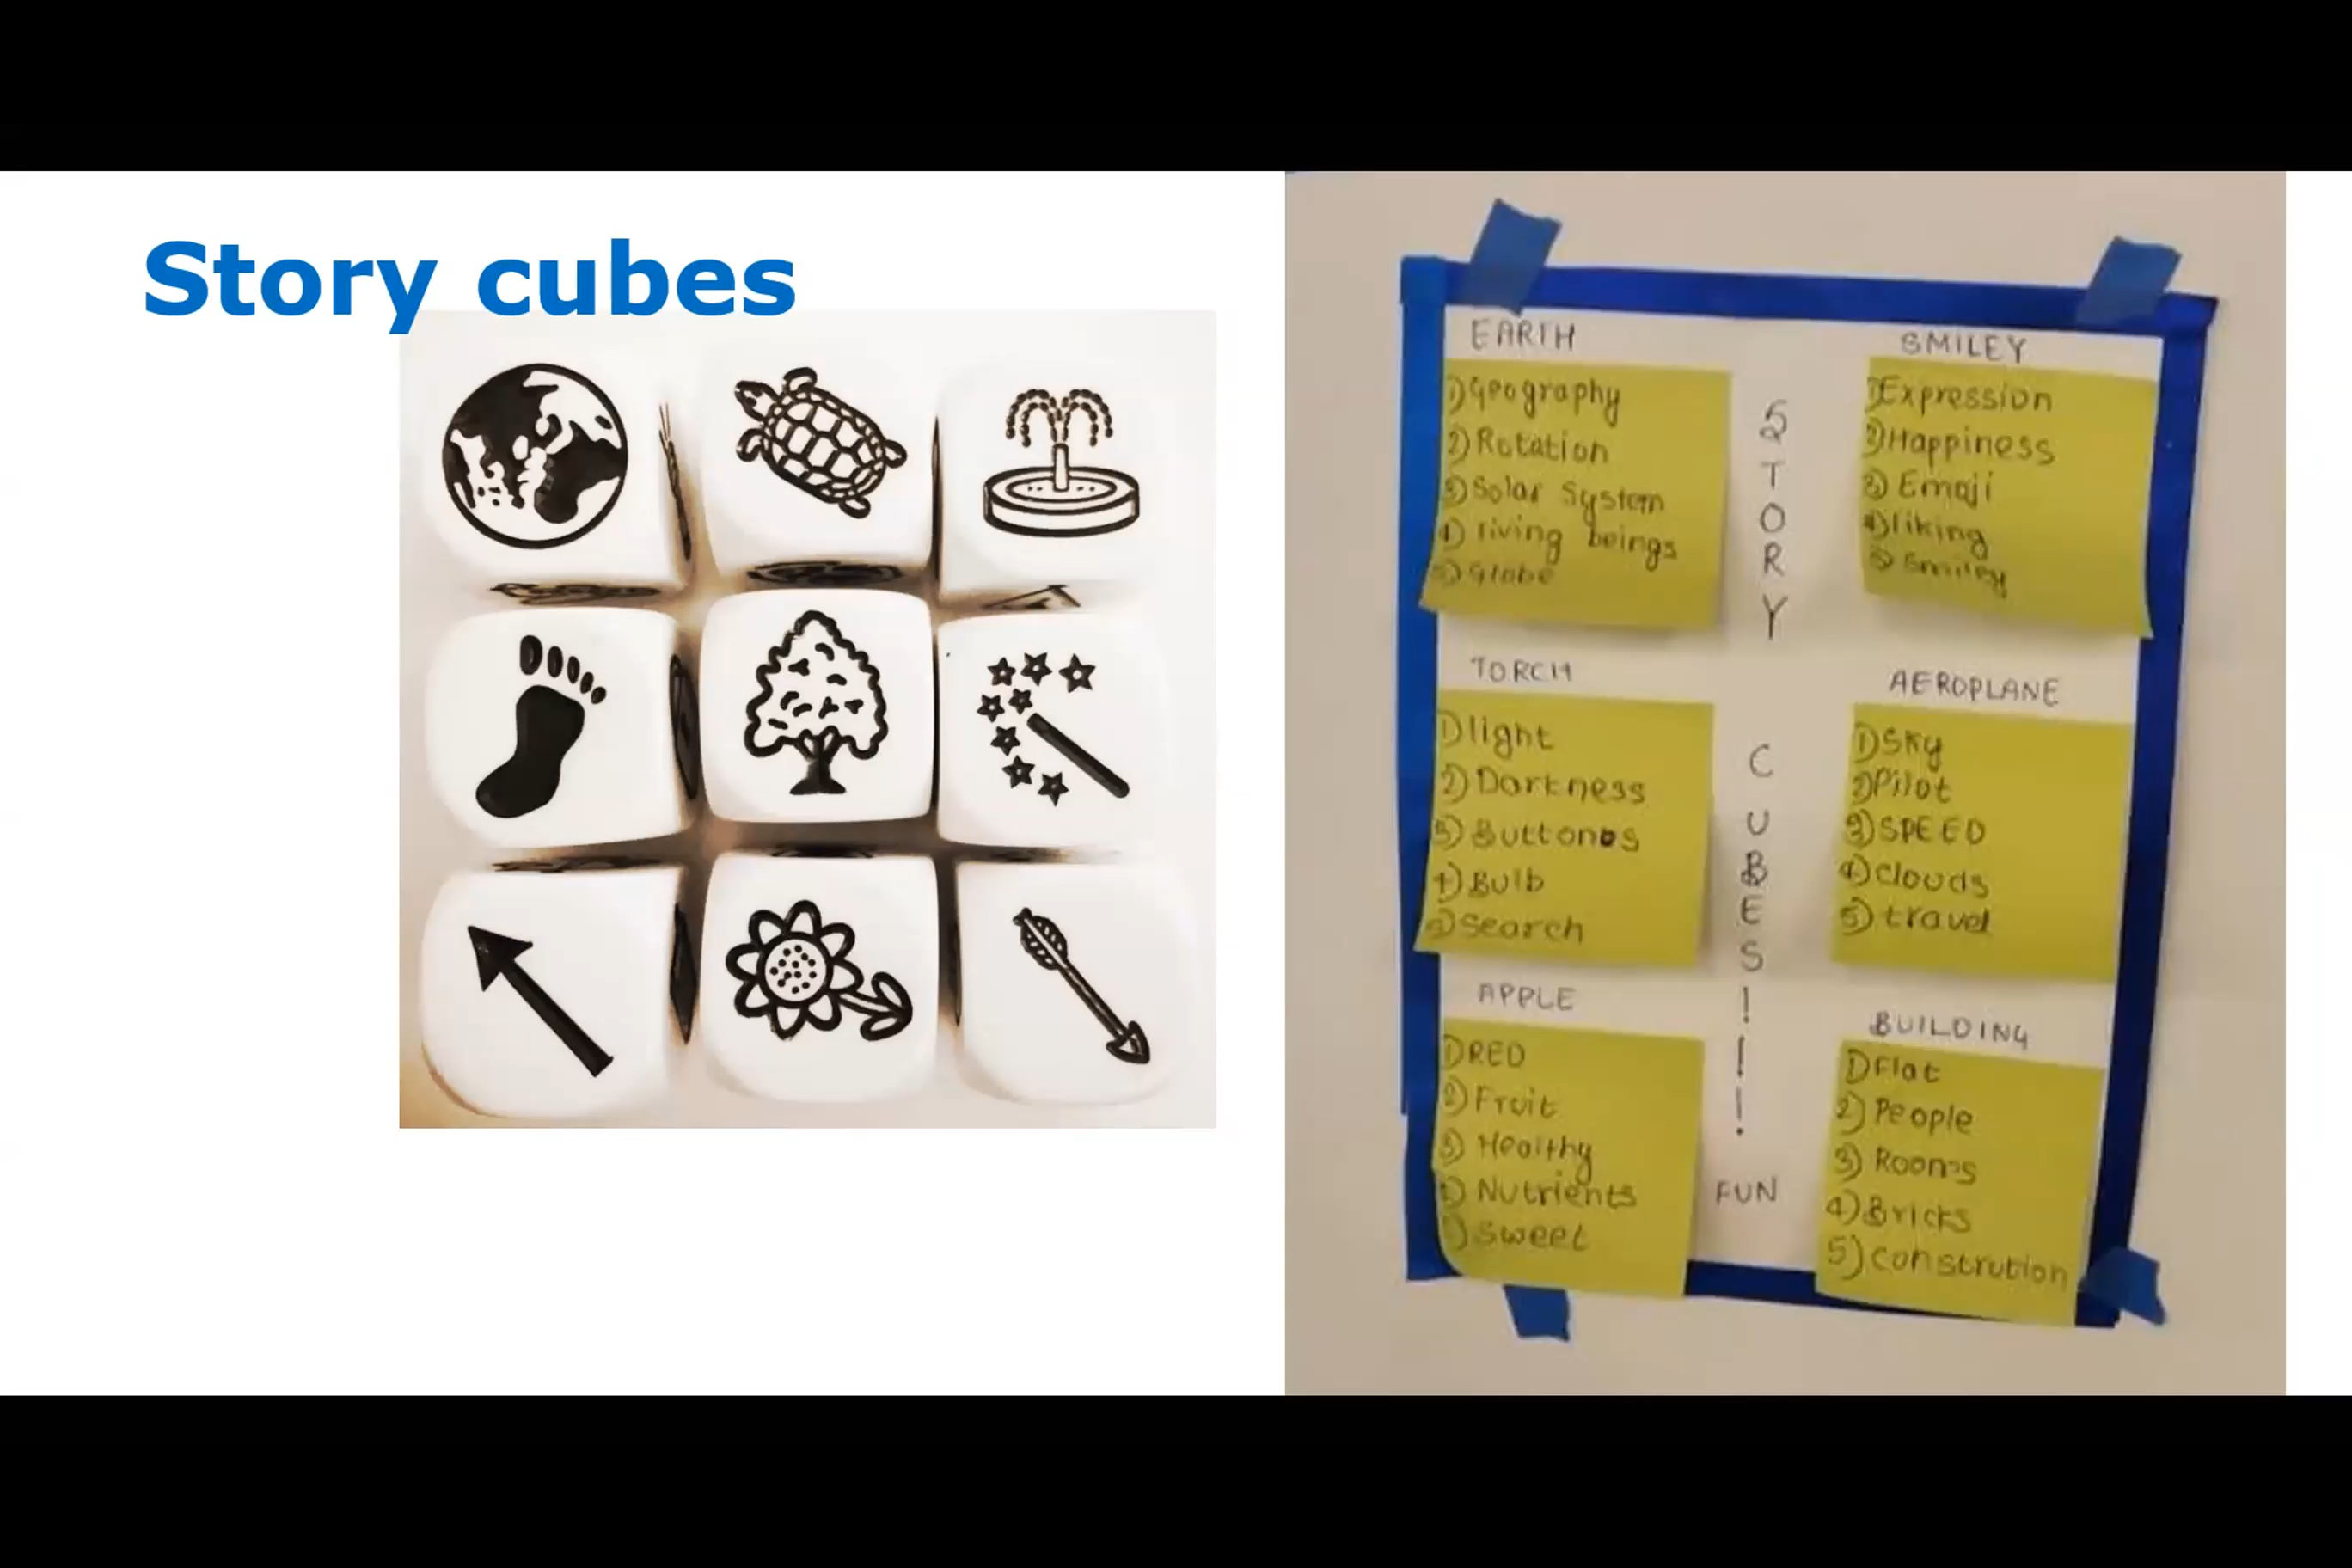 Story cubes
EARTH
1) Geography
2) Rotation
3) Solar System
4) living beings
5) Globe
SMILEY
1) Expression
2) Happiness
3) Emoji
4) liking
5) Smiley
STORY
CUBES!!!
FUN
TORCH
1) light
2) Darkness
3) Buttons
4) Bulb
5) Search
AEROPLANE
1) Sky
2) Pilot
3) SPEED
4) clouds
5) travel
APPLE
1) RED
2) Fruit
3) Healthy
4) Nutrients
5) Sweet
BUILDING
1) Flat
2) People
3) Rooms
4) Bricks
5) constrution